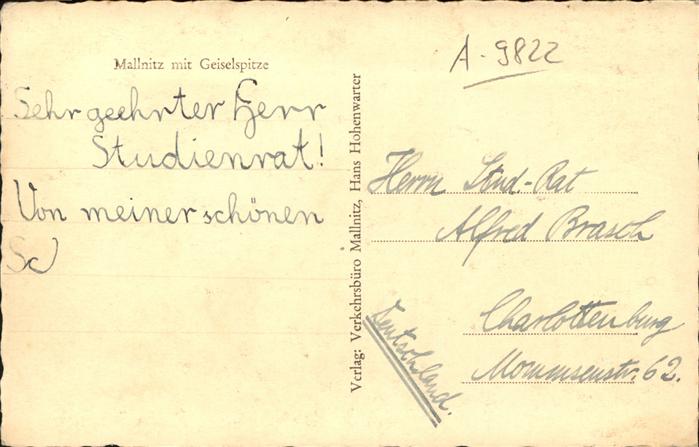 Mallnitz mit Geiselspitze
Sehr geehrter Herr
Studienrat!
Von meiner schönen
Sc
Verlag: Verkehrsbüro Mallnitz, Hans Hohenwarter
A-9822
Herrn Stud.-Rat
Alfred Brasch
Charlottenburg
Mommsenstr. 62.
Deutschland.